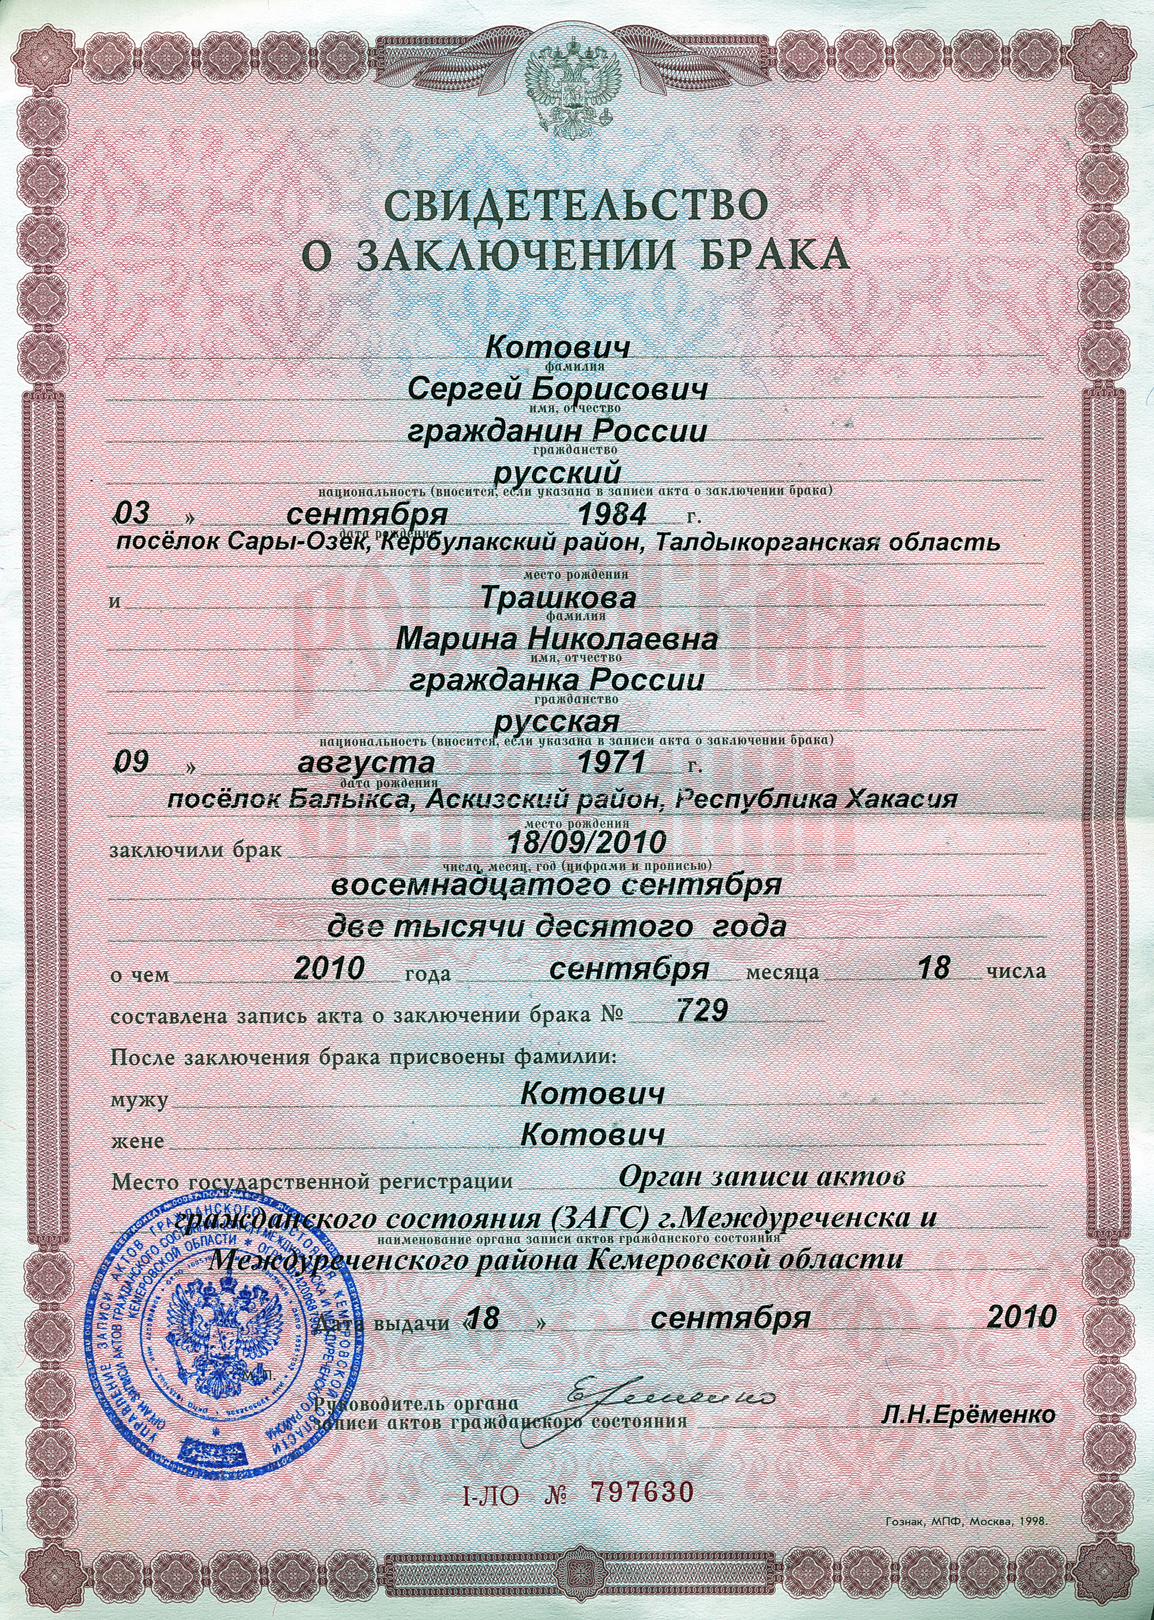 СВИДЕТЕЛЬСТВО
О ЗАКЛЮЧЕНИИ БРАКА
Котович
фамилия
Сергей Борисович
имя, отчество
гражданин России
гражданство
русский
национальность (вносится, если указана в записи акта о заключении брака)
«03 » сентября 1984 г.
дата рождения
посёлок Сары-Озек, Кербулакский район, Талдыкорганская область
место рождения
и Трашкова
фамилия
Марина Николаевна
имя, отчество
гражданка России
гражданство
русская
национальность (вносится, если указана в записи акта о заключении брака)
09 » августа 1971 г.
дата рождения
посёлок Балыкса, Аскизский район, Республика Хакасия
место рождения
заключили брак 18/09/2010
число, месяц, год (цифрами и прописью)
восемнадцатого сентября
две тысячи десятого года
о чем 2010 года сентября месяца 18 числа
составлена запись акта о заключении брака № 729
После заключения брака присвоены фамилии:
мужу Котович
жене Котович
Место государственной регистрации Орган записи актов
гражданского состояния (ЗАГС) г.Междуреченска и
наименование органа записи актов гражданского состояния
Междуреченского района Кемеровской области
Дата выдачи «18 » сентября 2010
М.П.
Руководитель органа
записи актов гражданского состояния Л.Н.Ерёменко
I-ЛО № 797630
Гознак, МПФ, Москва, 1998.